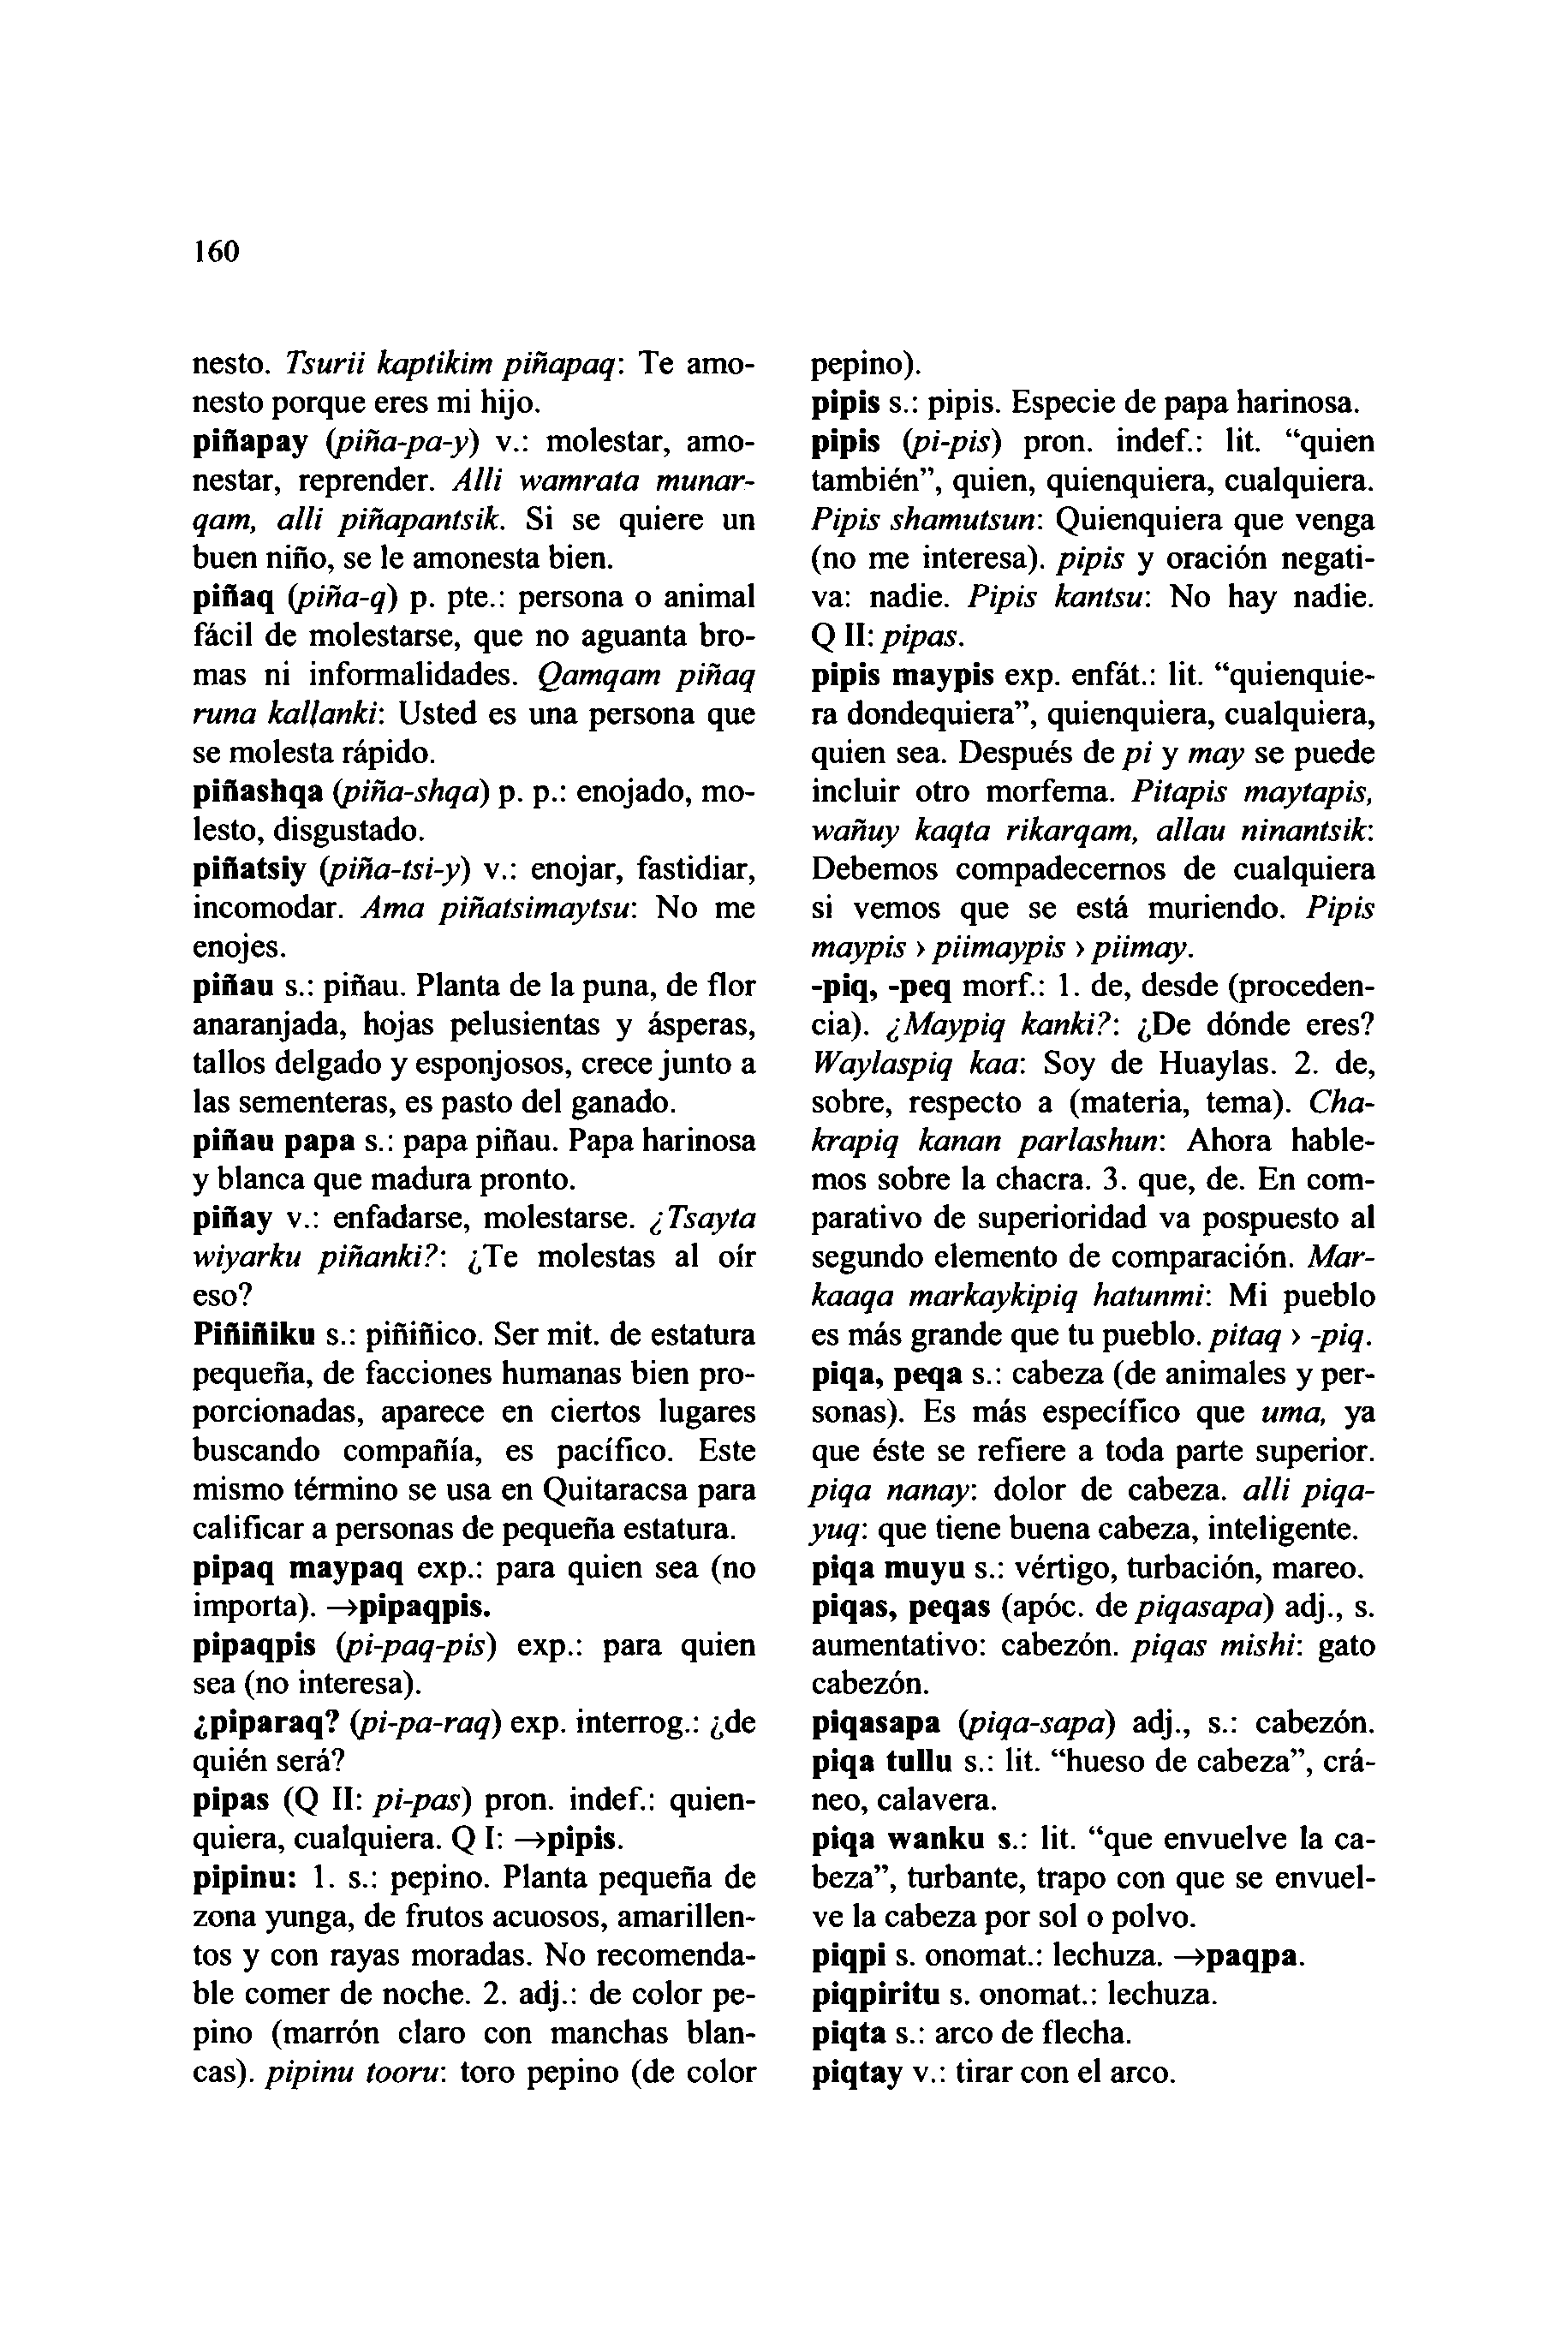 160
nesto. Tsurii kaptikim piñapaq: Te amo-
nesto porque eres mi hijo.
piñapay (piña-pa-y) v.: molestar, amo-
nestar, reprender. Alli wamrata munar-
qam, alli piñapantsik. Si se quiere un
buen niño, se le amonesta bien.
piñaq (piña-q) p. pte.: persona o animal
fácil de molestarse, que no aguanta bro-
mas ni informalidades. Qamqam piñaq
runa kallanki: Usted es una persona que
se molesta rápido.
piñashqa (piña-shqa) p. p.: enojado, mo-
lesto, disgustado.
piñatsiy (piña-tsi-y) v.: enojar, fastidiar,
incomodar. Ama piñatsimaytsu: No me
enojes.
piñau s.: piñau. Planta de la puna, de flor
anaranjada, hojas pelusientas y ásperas,
tallos delgado y esponjosos, crece junto a
las sementeras, es pasto del ganado.
piñau papa s.: papa piñau. Papa harinosa
y blanca que madura pronto.
piñay v.: enfadarse, molestarse. ¿Tsayta
wiyarku piñanki?: ¿Te molestas al oír
eso?
Piñiñiku s.: piñiñico. Ser mit. de estatura
pequeña, de facciones humanas bien pro-
porcionadas, aparece en ciertos lugares
buscando compañía, es pacífico. Este
mismo término se usa en Quitaracsa para
calificar a personas de pequeña estatura.
pipaq maypaq exp.: para quien sea (no
importa). →pipaqpis.
pipaqpis (pi-paq-pis) exp.: para quien
sea (no interesa).
¿piparaq? (pi-pa-raq) exp. interrog.: ¿de
quién será?
pipas (Q II: pi-pas) pron. indef.: quien-
quiera, cualquiera. Q I: →pipis.
pipinu: 1. s.: pepino. Planta pequeña de
zona yunga, de frutos acuosos, amarillen-
tos y con rayas moradas. No recomenda-
ble comer de noche. 2. adj.: de color pe-
pino (marrón claro con manchas blan-
cas). pipinu tooru: toro pepino (de color
pepino).
pipis s.: pipis. Especie de papa harinosa.
pipis (pi-pis) pron. indef.: lit. “quien
también”, quien, quienquiera, cualquiera.
Pipis shamutsun: Quienquiera que venga
(no me interesa). pipis y oración negati-
va: nadie. Pipis kantsu: No hay nadie.
Q II: pipas.
pipis maypis exp. enfát.: lit. “quienquie-
ra dondequiera”, quienquiera, cualquiera,
quien sea. Después de pi y may se puede
incluir otro morfema. Pitapis maytapis,
wañuy kaqta rikarqam, allau ninantsik:
Debemos compadecernos de cualquiera
si vemos que se está muriendo. Pipis
maypis > piimaypis > piimay.
-piq, -peq morf.: 1. de, desde (proceden-
cia). ¿Maypiq kanki?: ¿De dónde eres?
Waylaspiq kaa: Soy de Huaylas. 2. de,
sobre, respecto a (materia, tema). Cha-
krapiq kanan parlashun: Ahora hable-
mos sobre la chacra. 3. que, de. En com-
parativo de superioridad va pospuesto al
segundo elemento de comparación. Mar-
kaaqa markaykipiq hatunmi: Mi pueblo
es más grande que tu pueblo. pitaq > -piq.
piqa, peqa s.: cabeza (de animales y per-
sonas). Es más específico que uma, ya
que éste se refiere a toda parte superior.
piqa nanay: dolor de cabeza. alli piqa-
yuq: que tiene buena cabeza, inteligente.
piqa muyu s.: vértigo, turbación, mareo.
piqas, peqas (apóc. de piqasapa) adj., s.
aumentativo: cabezón. piqas mishi: gato
cabezón.
piqasapa (piqa-sapa) adj., s.: cabezón.
piqa tullu s.: lit. “hueso de cabeza”, crá-
neo, calavera.
piqa wanku s.: lit. “que envuelve la ca-
beza”, turbante, trapo con que se envuel-
ve la cabeza por sol o polvo.
piqpi s. onomat.: lechuza. →paqpa.
piqpiritu s. onomat.: lechuza.
piqta s.: arco de flecha.
piqtay v.: tirar con el arco.